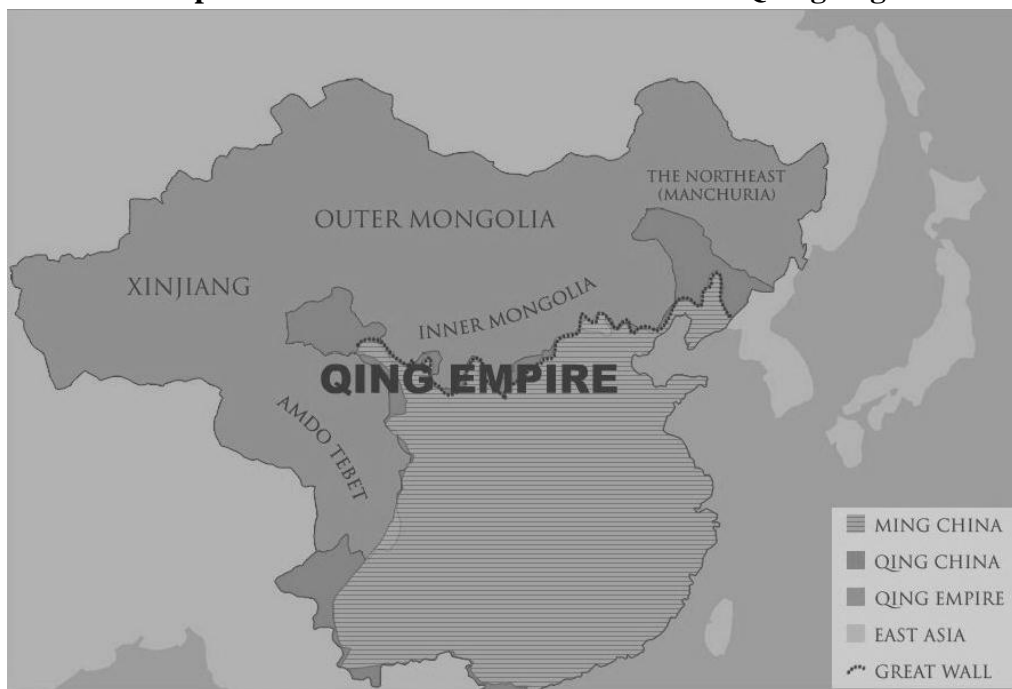 THE NORTHEAST
(MANCHURIA)
OUTER MONGOLIA
XINJIANG
INNER MONGOLIA
QING EMPIRE
AMDO TEBET
MING CHINA
QING CHINA
QING EMPIRE
EAST ASIA
GREAT WALL